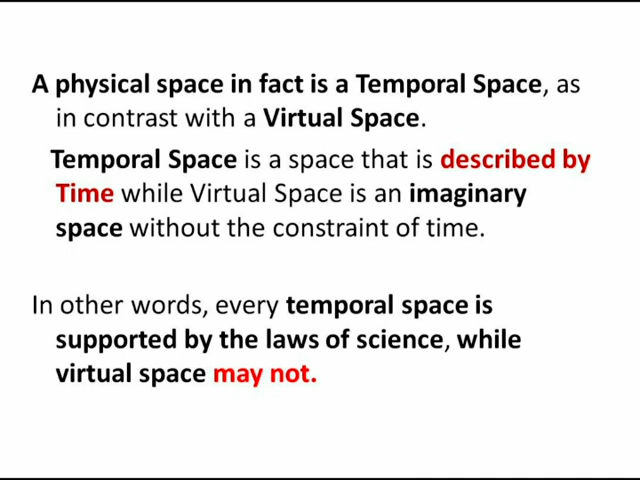 A physical space in fact is a Temporal Space, as
in contrast with a Virtual Space.
Temporal Space is a space that is described by
Time while Virtual Space is an imaginary
space without the constraint of time.
In other words, every temporal space is
supported by the laws of science, while
virtual space may not.